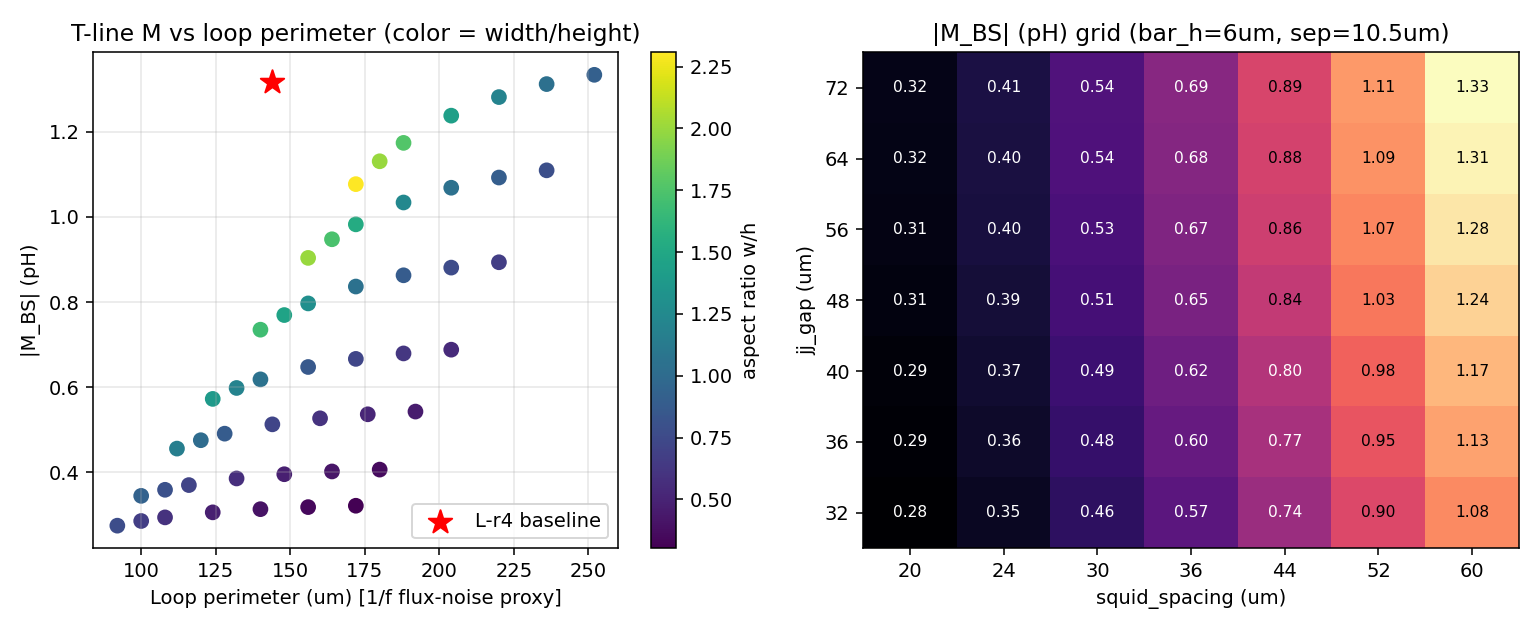 T-line M vs loop perimeter (color = width/height)
|M_BS| (pH)
1.2
1.0
0.8
0.6
0.4
100 125 150 175 200 225 250
Loop perimeter (um) [1/f flux-noise proxy]
L-r4 baseline
2.25
2.00
1.75
1.50
1.25
1.00
0.75
0.50
aspect ratio w/h
|M_BS| (pH) grid (bar_h=6um, sep=10.5um)
jj_gap (um)
72 0.32 0.41 0.54 0.69 0.89 1.11 1.33
64 0.32 0.40 0.54 0.68 0.88 1.09 1.31
56 0.31 0.40 0.53 0.67 0.86 1.07 1.28
48 0.31 0.39 0.51 0.65 0.84 1.03 1.24
40 0.29 0.37 0.49 0.62 0.80 0.98 1.17
36 0.29 0.36 0.48 0.60 0.77 0.95 1.13
32 0.28 0.35 0.46 0.57 0.74 0.90 1.08
20 24 30 36 44 52 60
squid_spacing (um)